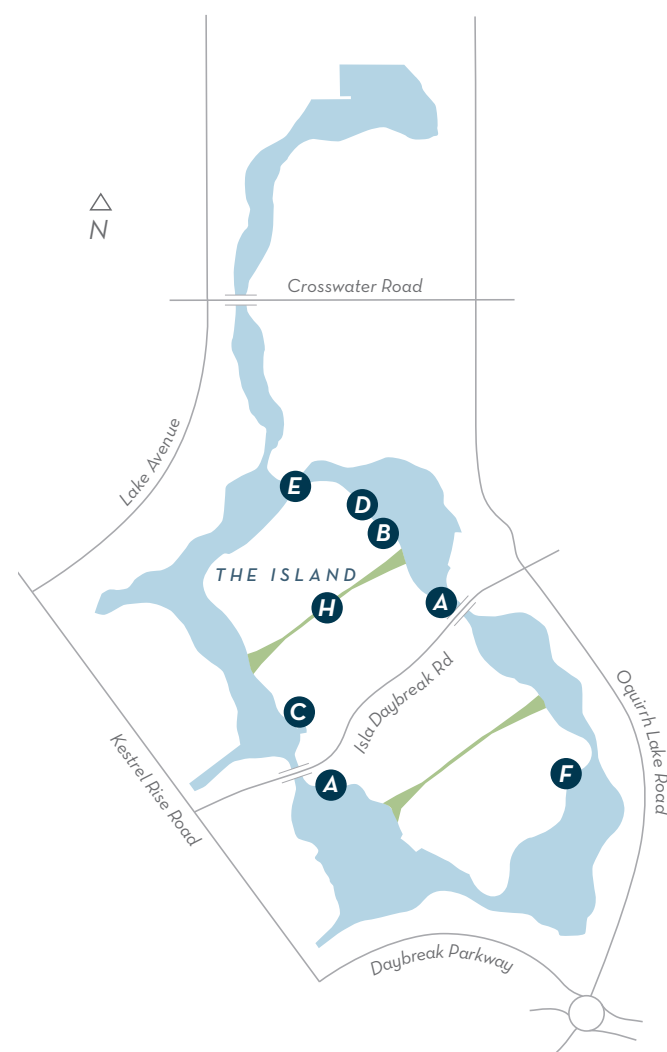 N
Crosswater Road
Lake Avenue
E
D
B
THE ISLAND
H
A
Isla Daybreak Rd
C
Oquirrh Lake Road
Kestrel Rise Road
A
F
Daybreak Parkway